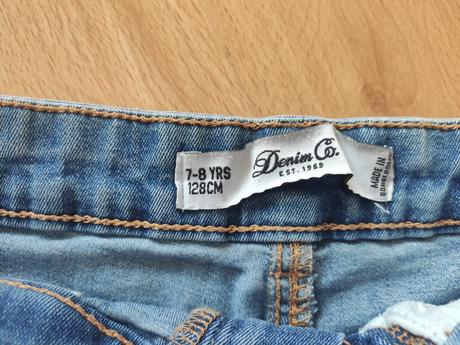 7-8 YRS
128CM
Denim Co.
EST. 1969
MADE IN